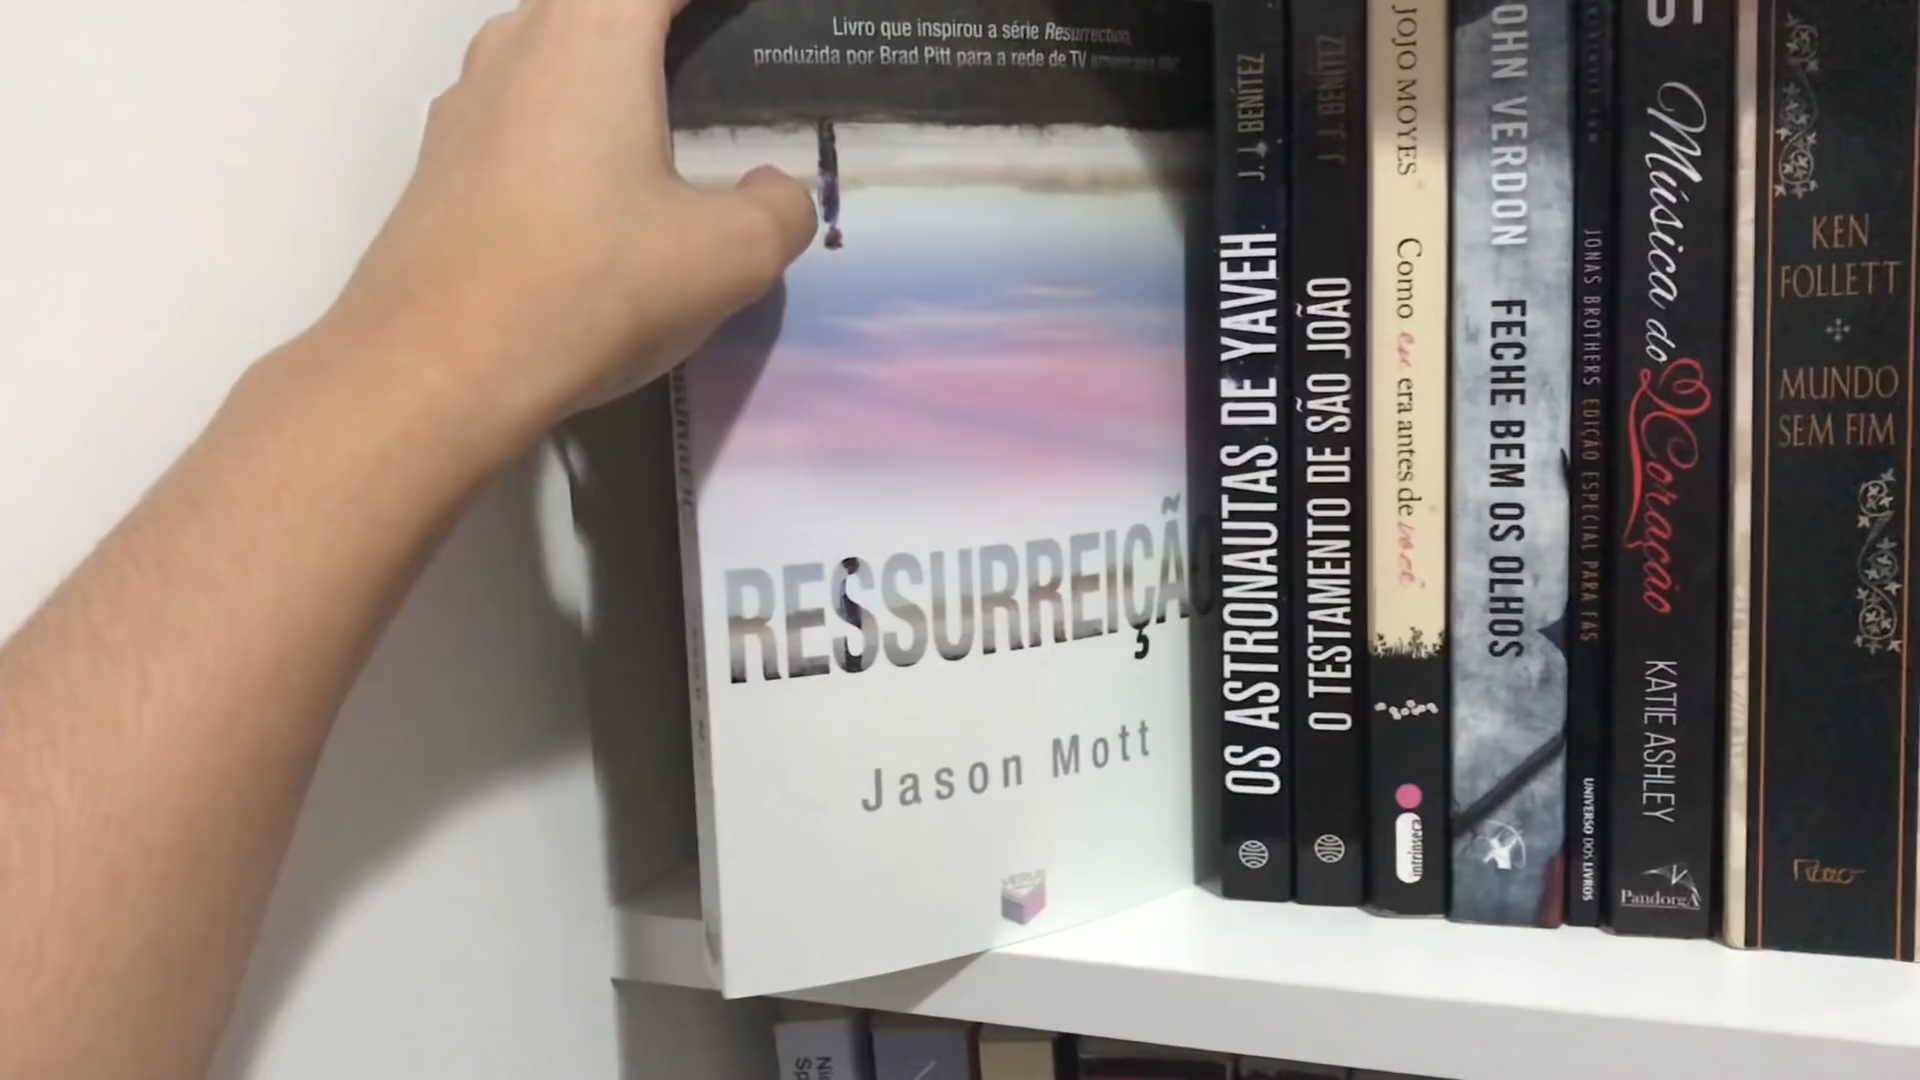 Livro que inspirou a série Resurrection,
produzida por Brad Pitt para a rede de TV
RESSURREIÇÃO
Jason Mott
VERUS
J. J. BENÍTEZ
OS ASTRONAUTAS DE YAVEH
J. J. BENÍTEZ
O TESTAMENTO DE SÃO JOÃO
JOJO MOYES
Como eu era antes de você
INTRÍNSECA
JOHN VERDON
FECHE BEM OS OLHOS
JONAS BROTHERS EDIÇÃO ESPECIAL PARA FÃS
UNIVERSO DOS LIVROS
Música do Coração
KATIE ASHLEY
PandorgA
KEN
FOLLETT
MUNDO
SEM FIM
Rocco
Ni
Sp